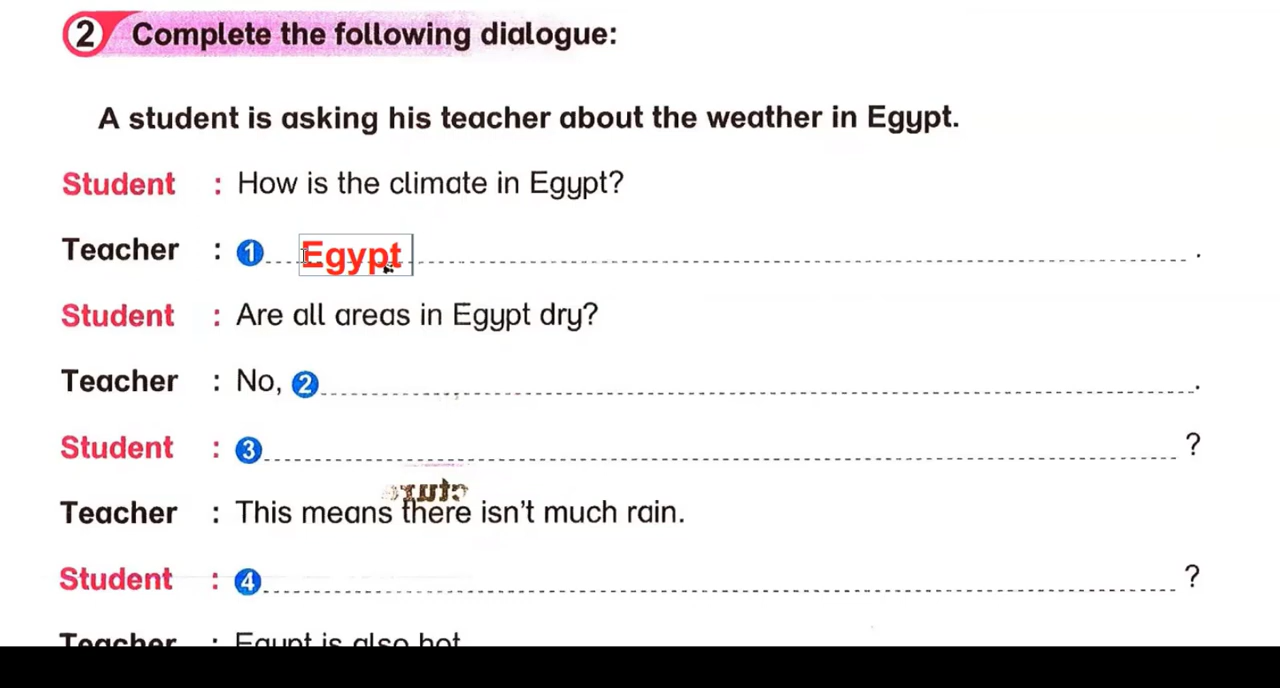 2 Complete the following dialogue:
A student is asking his teacher about the weather in Egypt.
Student : How is the climate in Egypt?
Teacher : 1 Egypt .
Student : Are all areas in Egypt dry?
Teacher : No, 2 .
Student : 3 ?
Teacher : This means there isn't much rain.
Student : 4 ?
Teacher : Egypt is also hot